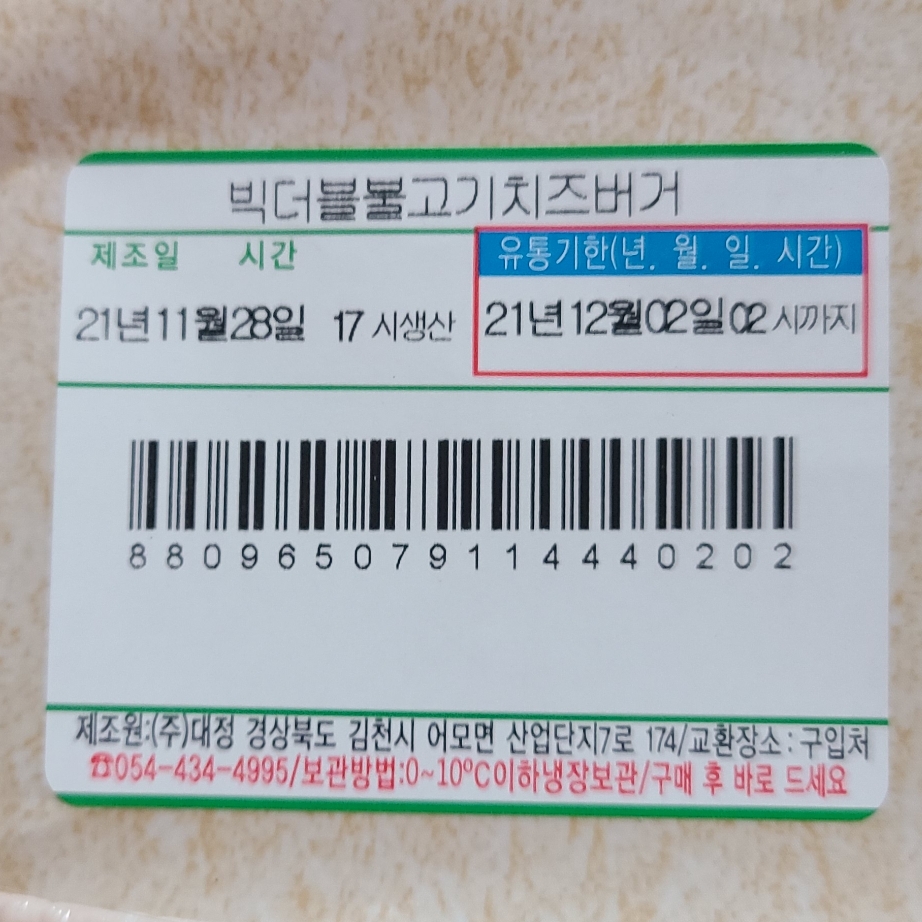 빅더블불고기치즈버거
제조일 시간
유통기한(년. 월. 일. 시간)
21년11월28일 17 시생산
21년12월02일02 시까지
880965079114440202
제조원:(주)대정 경상북도 김천시 어모면 산업단지7로 174/교환장소:구입처
☎054-434-4995/보관방법:0~10℃이하냉장보관/구매 후 바로 드세요